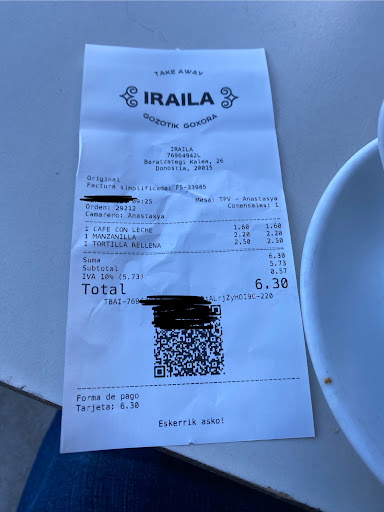 TAKE AWAY
IRAILA
GOZOTIK GOXORA
IRAILA
76964942L
Baratzategi Kalea, 26
Donostia, 20015
Original
Factura simplificada: FS-33985
09:25 Mesa: TPV - Anastasya
Orden: 29212 Comensales: 1
Camarero: Anastasya
1 CAFE CON LECHE 1.60 1.60
1 MANZANILLA 2.20 2.20
1 TORTILLA RELLENA 2.50 2.50
Suma 6.30
Subtotal 5.73
IVA 10% (5.73) 0.57
Total 6.30
Forma de pago
Tarjeta: 6.30
Eskerrik asko!